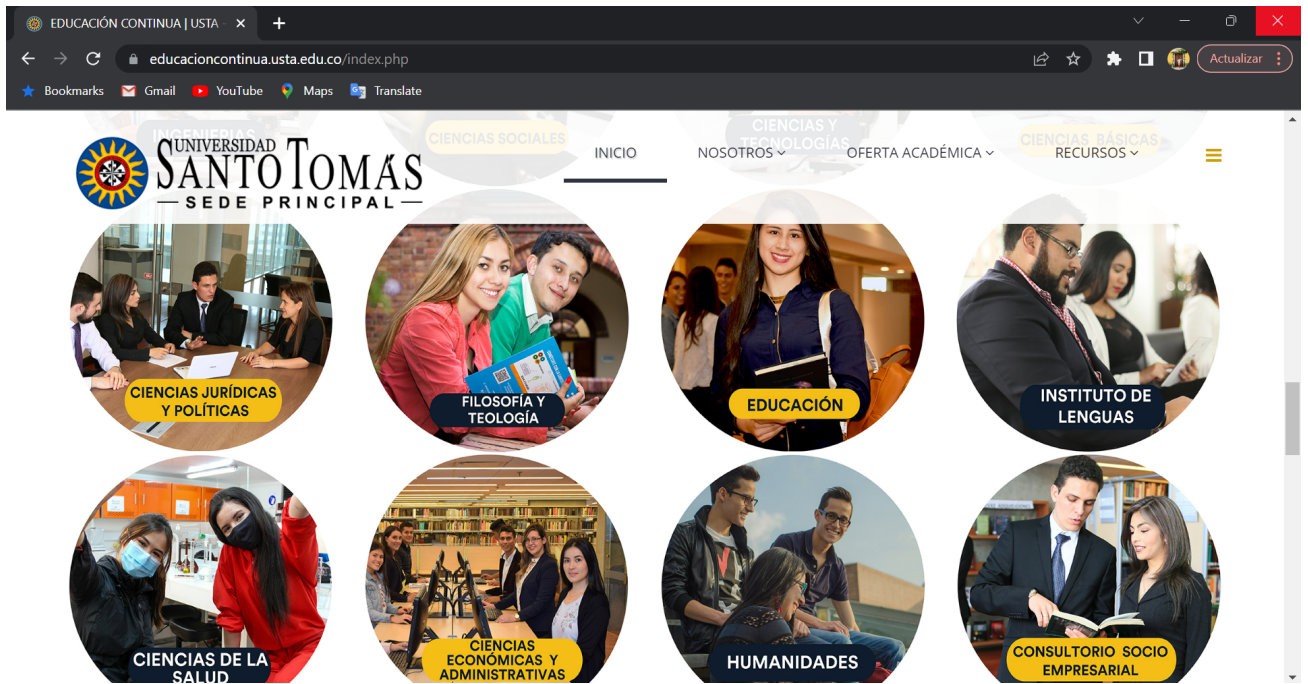 EDUCACIÓN CONTINUA | USTA -
educacioncontinua.usta.edu.co/index.php
Actualizar
Bookmarks
Gmail
YouTube
Maps
Translate
INGENIERIAS
CIENCIAS SOCIALES
CIENCIAS Y
TECNOLOGÍAS
CIENCIAS BÁSICAS
UNIVERSIDAD
SANTO TOMÁS
SEDE PRINCIPAL
INICIO
NOSOTROS
OFERTA ACADÉMICA
RECURSOS
CIENCIAS JURÍDICAS
Y POLÍTICAS
FILOSOFÍA Y
TEOLOGÍA
EDUCACIÓN
INSTITUTO DE
LENGUAS
CIENCIAS DE LA
SALUD
CIENCIAS
ECONÓMICAS Y
ADMINISTRATIVAS
HUMANIDADES
CONSULTORIO SOCIO
EMPRESARIAL